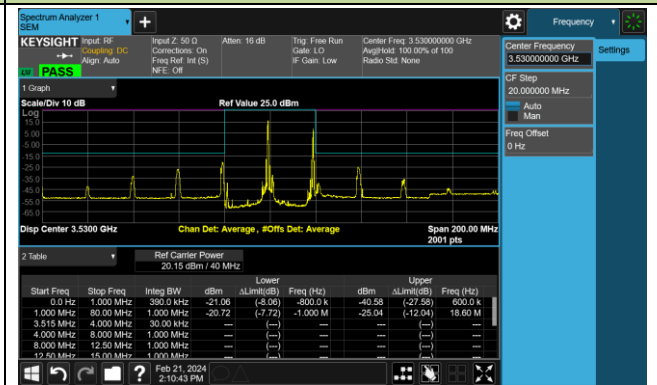 Spectrum Analyzer 1
SEM
Frequency
KEYSIGHT Input: RF Input Z: 50 Ω Atten: 16 dB Trig: Free Run Center Freq: 3.530000000 GHz
Coupling: DC Corrections: On Gate: LO Avg|Hold: 100.00% of 100
Align: Auto Freq Ref: Int (S) IF Gain: Low Radio Std: None
NFE: Off
PASS
Center Frequency
3.530000000 GHz
Settings
CF Step
20.000000 MHz
Auto
Man
Freq Offset
0 Hz
1 Graph
Scale/Div 10 dB Ref Value 25.0 dBm
Log
15.0
5.00
-5.00
-15.0
-25.0
-35.0
-45.0
-55.0
-65.0
Disp Center 3.5300 GHz Chan Det: Average , #Offs Det: Average Span 200.00 MHz
2001 pts
2 Table Ref Carrier Power
20.15 dBm / 40 MHz
Lower Upper
Start Freq Stop Freq Integ BW dBm ΔLimit(dB) Freq (Hz) dBm ΔLimit(dB) Freq (Hz)
0.0 Hz 1.000 MHz 390.0 kHz -21.06 (-8.06) -800.0 k -40.58 (-27.58) 600.0 k
1.000 MHz 80.00 MHz 1.000 MHz -20.72 (-7.72) -1.000 M -25.04 (-12.04) 18.60 M
3.515 MHz 4.000 MHz 30.00 kHz --- (---) --- --- (---) ---
4.000 MHz 8.000 MHz 1.000 MHz --- (---) --- --- (---) ---
8.000 MHz 12.50 MHz 1.000 MHz --- (---) --- --- (---) ---
12.50 MHz 15.00 MHz 1.000 MHz --- (---) --- --- (---) ---
Feb 21, 2024
2:10:43 PM